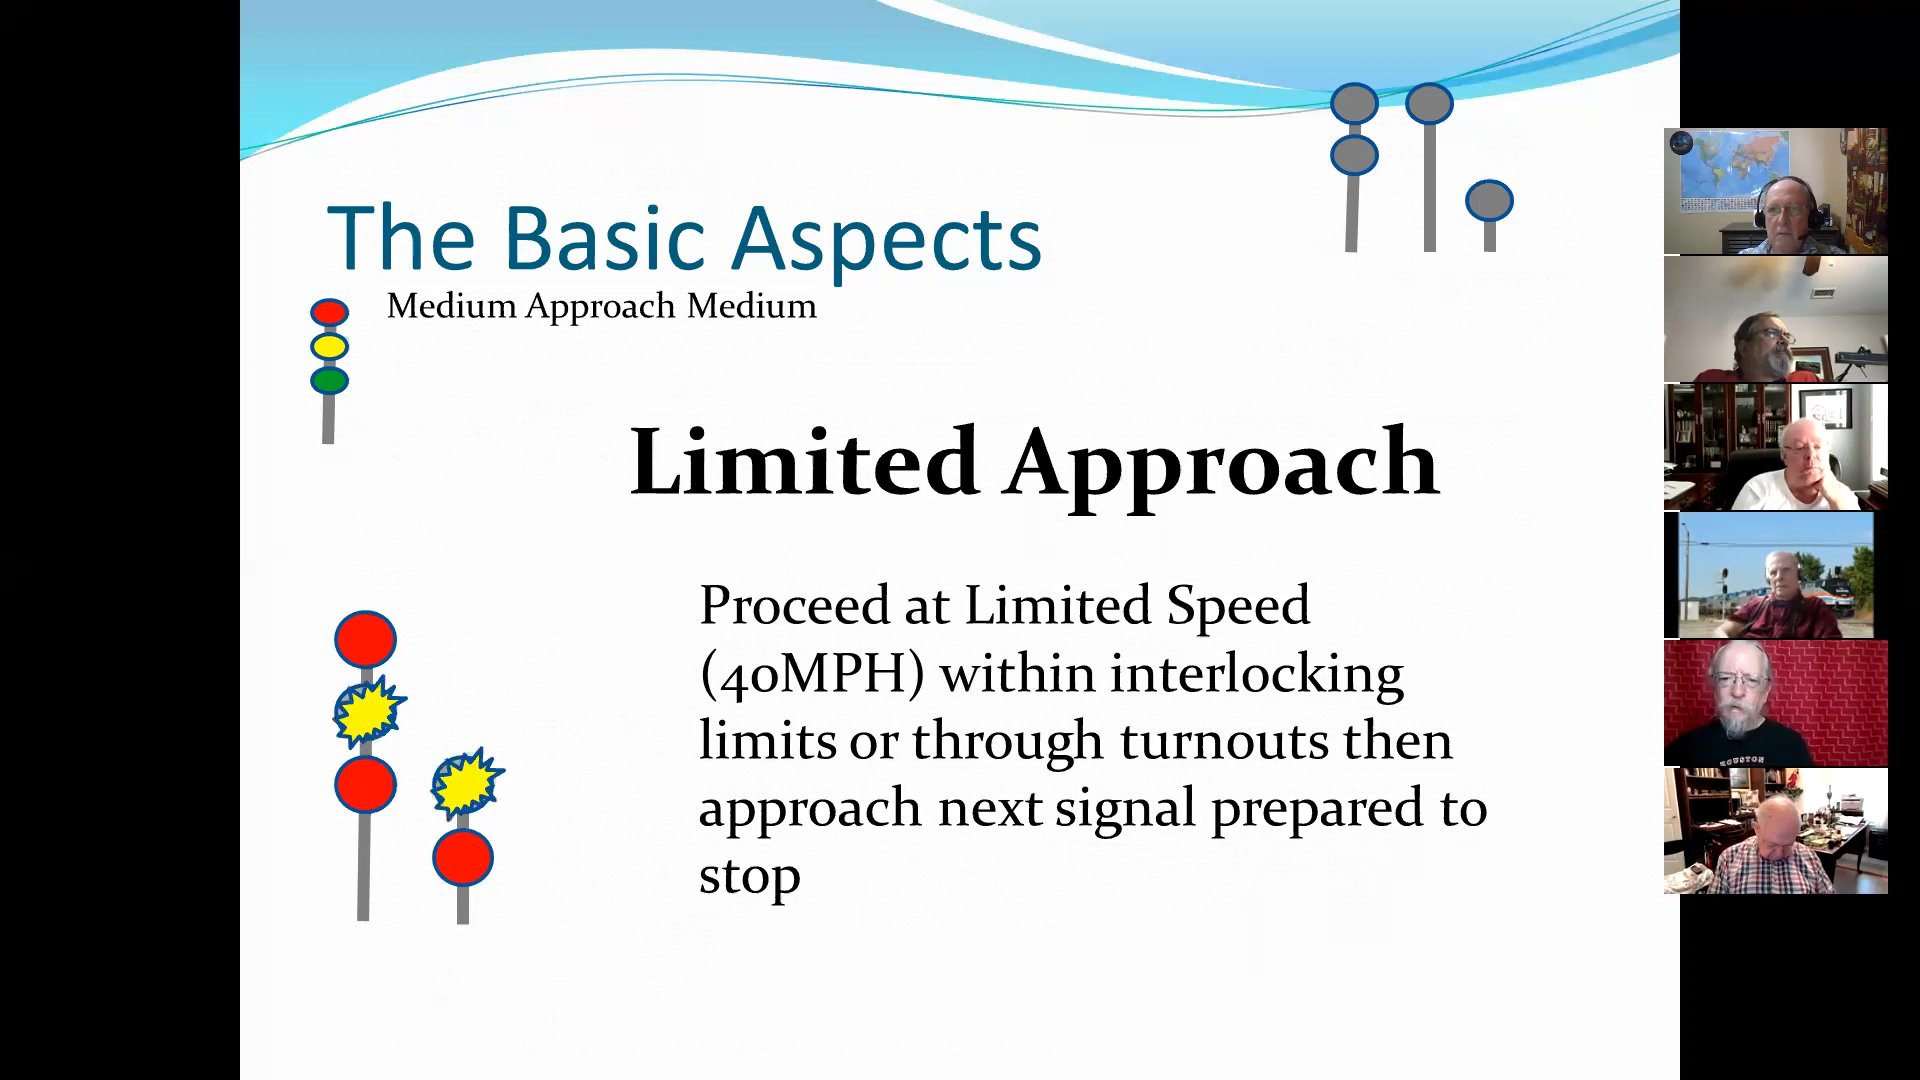 The Basic Aspects
Medium Approach Medium
Limited Approach
Proceed at Limited Speed
(40MPH) within interlocking
limits or through turnouts then
approach next signal prepared to
stop
HOUSTON